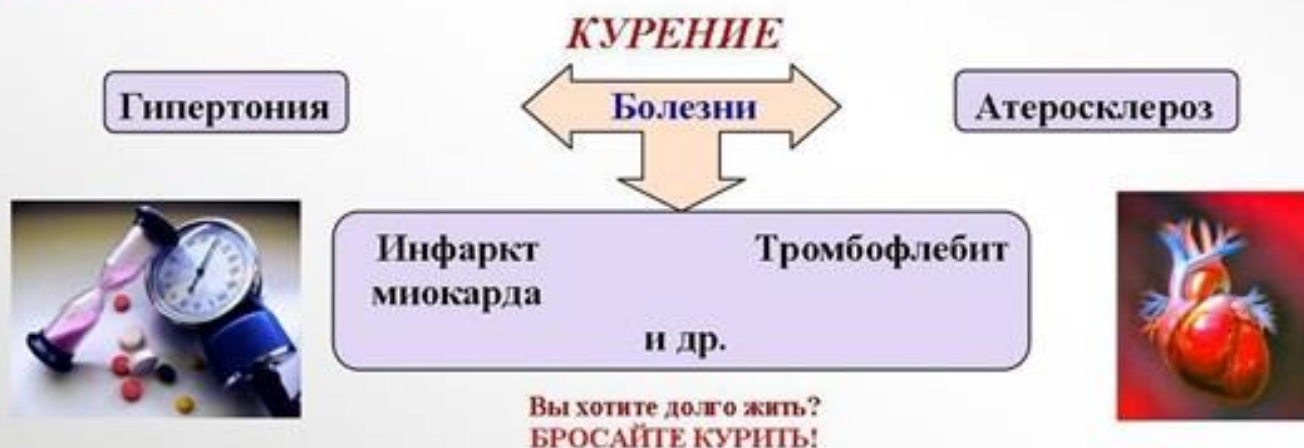 КУРЕНИЕ
Гипертония
Болезни
Атеросклероз
Инфаркт
миокарда
Тромбофлебит
и др.
Вы хотите долго жить?
БРОСАЙТЕ КУРИТЬ!